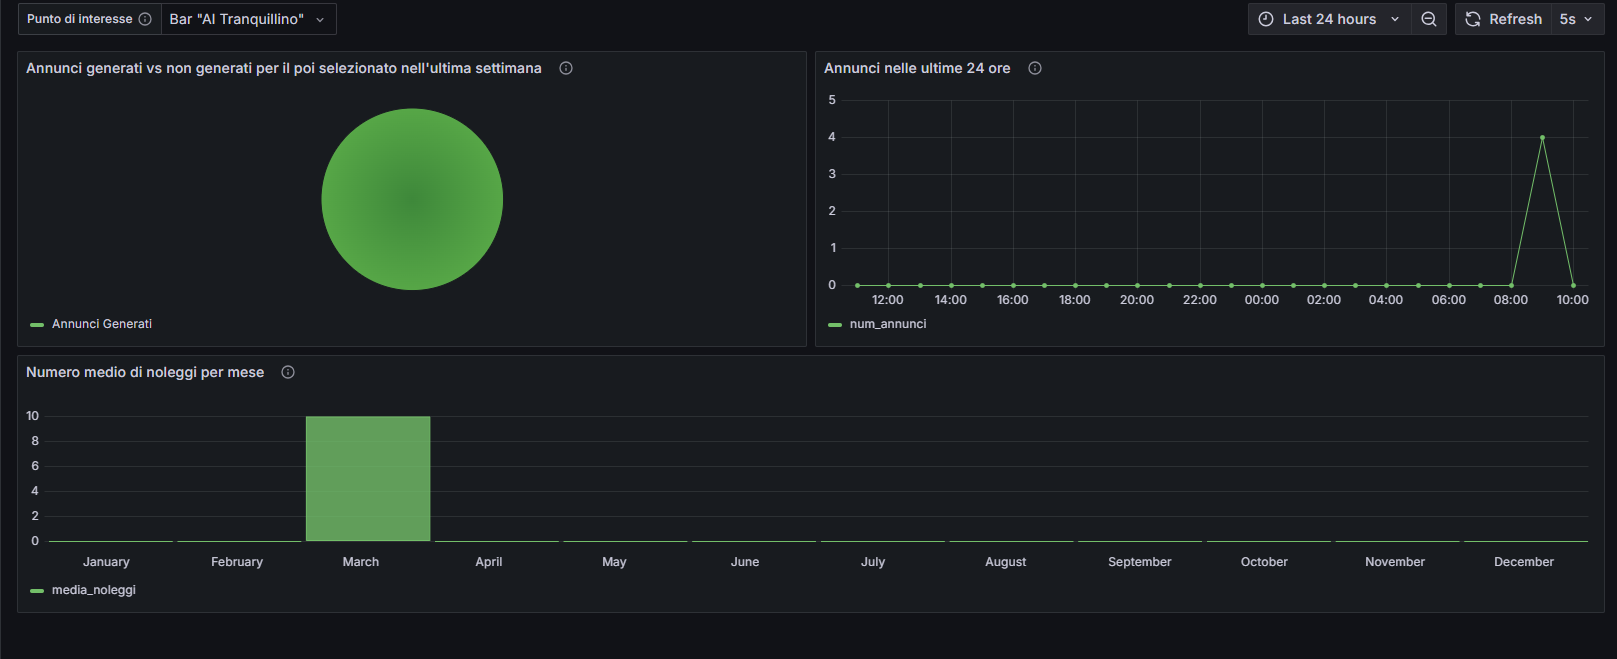 Punto di interesse Bar "Al Tranquillino" Last 24 hours Refresh 5s
Annunci generati vs non generati per il poi selezionato nell'ultima settimana
Annunci Generati
Annunci nelle ultime 24 ore
5
4
3
2
1
0
12:00 14:00 16:00 18:00 20:00 22:00 00:00 02:00 04:00 06:00 08:00 10:00
num_annunci
Numero medio di noleggi per mese
10
8
6
4
2
0
January February March April May June July August September October November December
media_noleggi